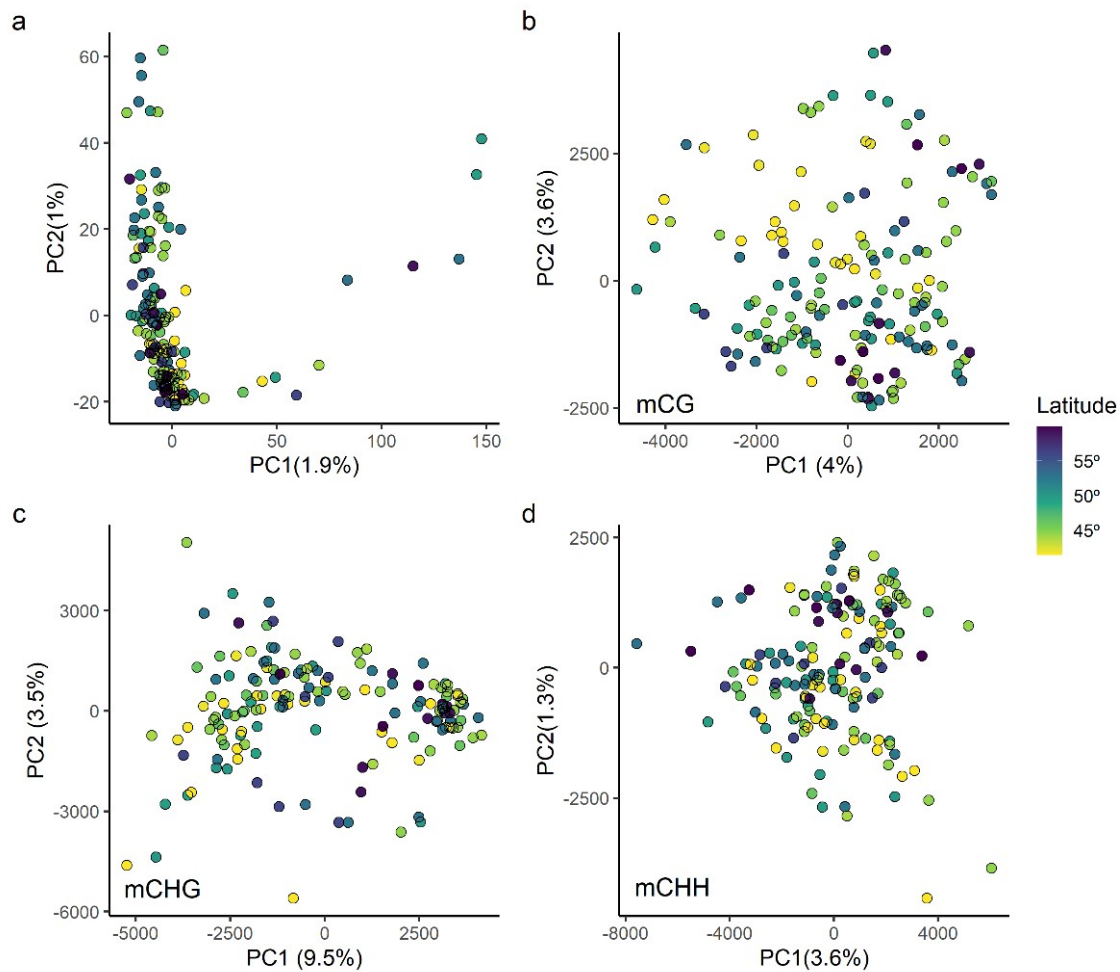 a
60
40
20
0
-20
PC2(1%)
0
50
100
150
PC1(1.9%)
b
2500
0
-2500
PC2 (3.6%)
mCG
-4000
-2000
0
2000
PC1 (4%)
Latitude
55º
50º
45º
c
3000
0
-3000
-6000
PC2 (3.5%)
mCHG
-5000
-2500
0
2500
PC1 (9.5%)
d
2500
0
-2500
PC2(1.3%)
mCHH
-8000
-4000
0
4000
PC1(3.6%)